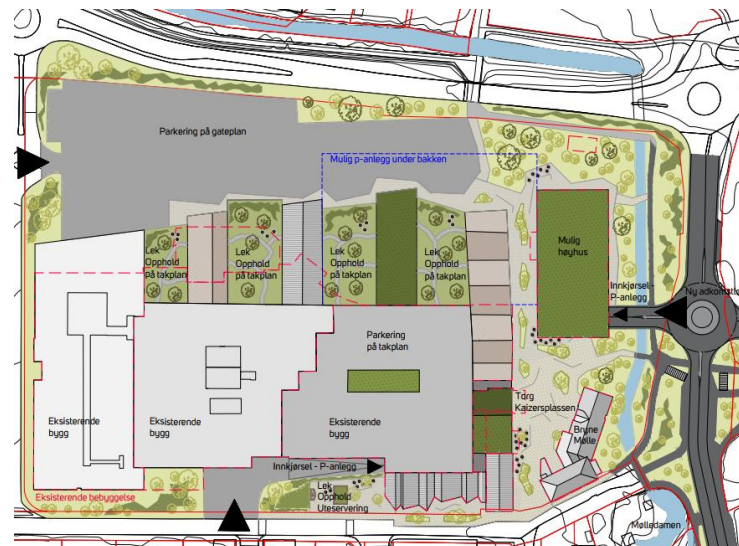 Parkering på gateplan
Mulig p-anlegg under bakken
Lek
Opphold
på takplan
Lek
Opphold
på takplan
Lek
Opphold
på takplan
Lek
Opphold
på takplan
Mulig
høyhus
Innkjørsel -
P-anlegg
Ny adkomst
Parkering
på takplan
Eksisterende
bygg
Eksisterende
bygg
Eksisterende
bygg
Torg
Kaizersplassen
Bryne
Mølle
Innkjørsel - P-anlegg
Lek
Opphold
Uteservering
Eksisterende bebyggelse
Mølledamen